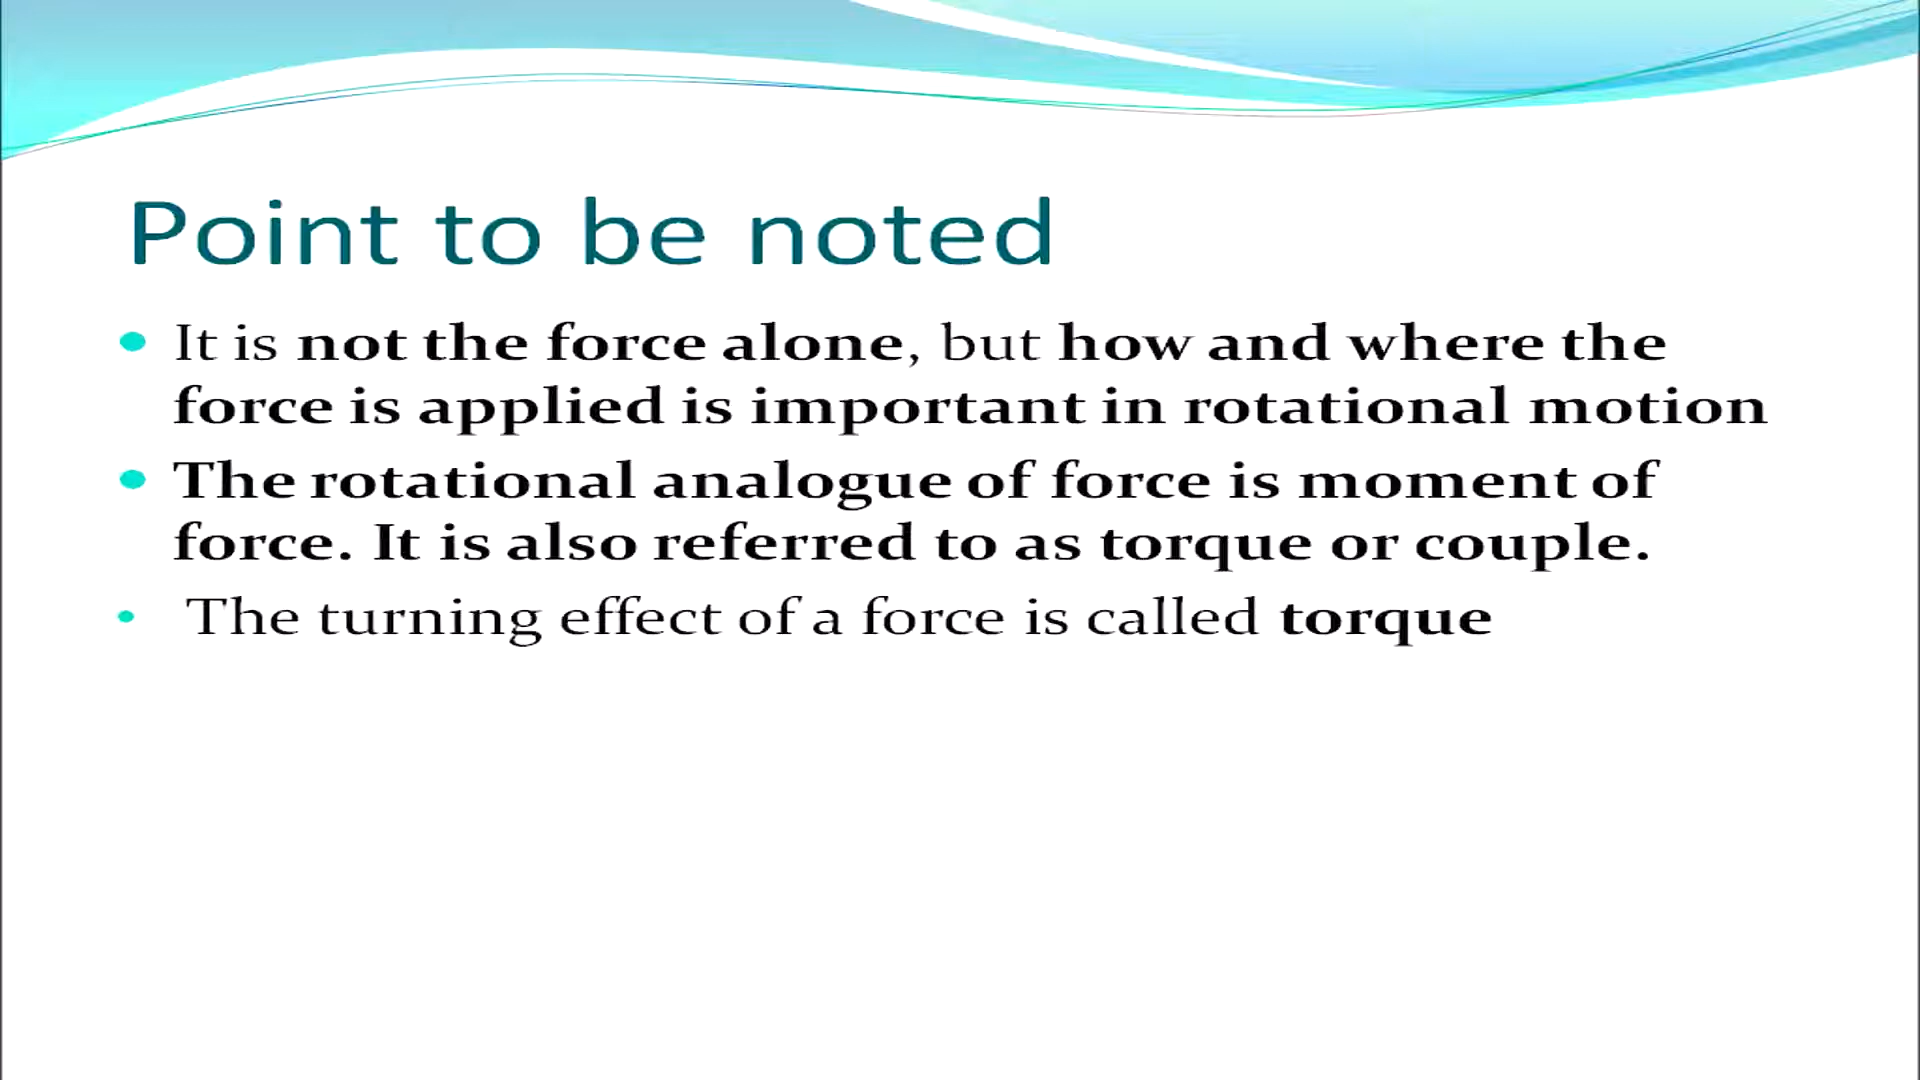 Point to be noted
It is not the force alone, but how and where the
force is applied is important in rotational motion
The rotational analogue of force is moment of
force. It is also referred to as torque or couple.
The turning effect of a force is called torque